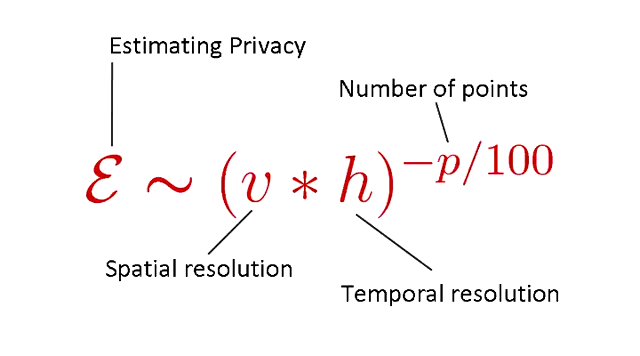 Estimating Privacy
Number of points
ℰ ~ (v * h)^{-p/100}
Spatial resolution
Temporal resolution